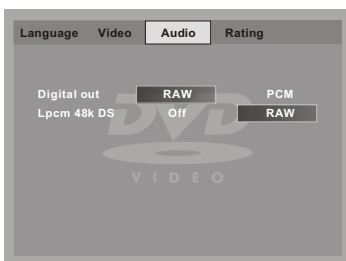 Language Video Audio Rating
Digital out RAW PCM
Lpcm 48k DS Off RAW
DVD
VIDEO